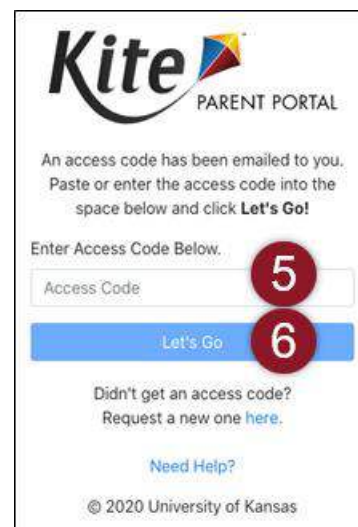 Kite
PARENT PORTAL
An access code has been emailed to you.
Paste or enter the access code into the
space below and click Let's Go!
Enter Access Code Below.
Access Code
5
Let's Go
6
Didn't get an access code?
Request a new one here.
Need Help?
© 2020 University of Kansas